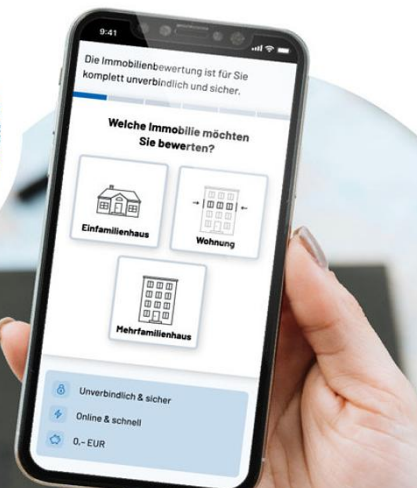 9:41
Die Immobilienbewertung ist für Sie
komplett unverbindlich und sicher.
Welche Immobilie möchten
Sie bewerten?
Einfamilienhaus
Wohnung
Mehrfamilienhaus
Unverbindlich & sicher
Online & schnell
0,- EUR